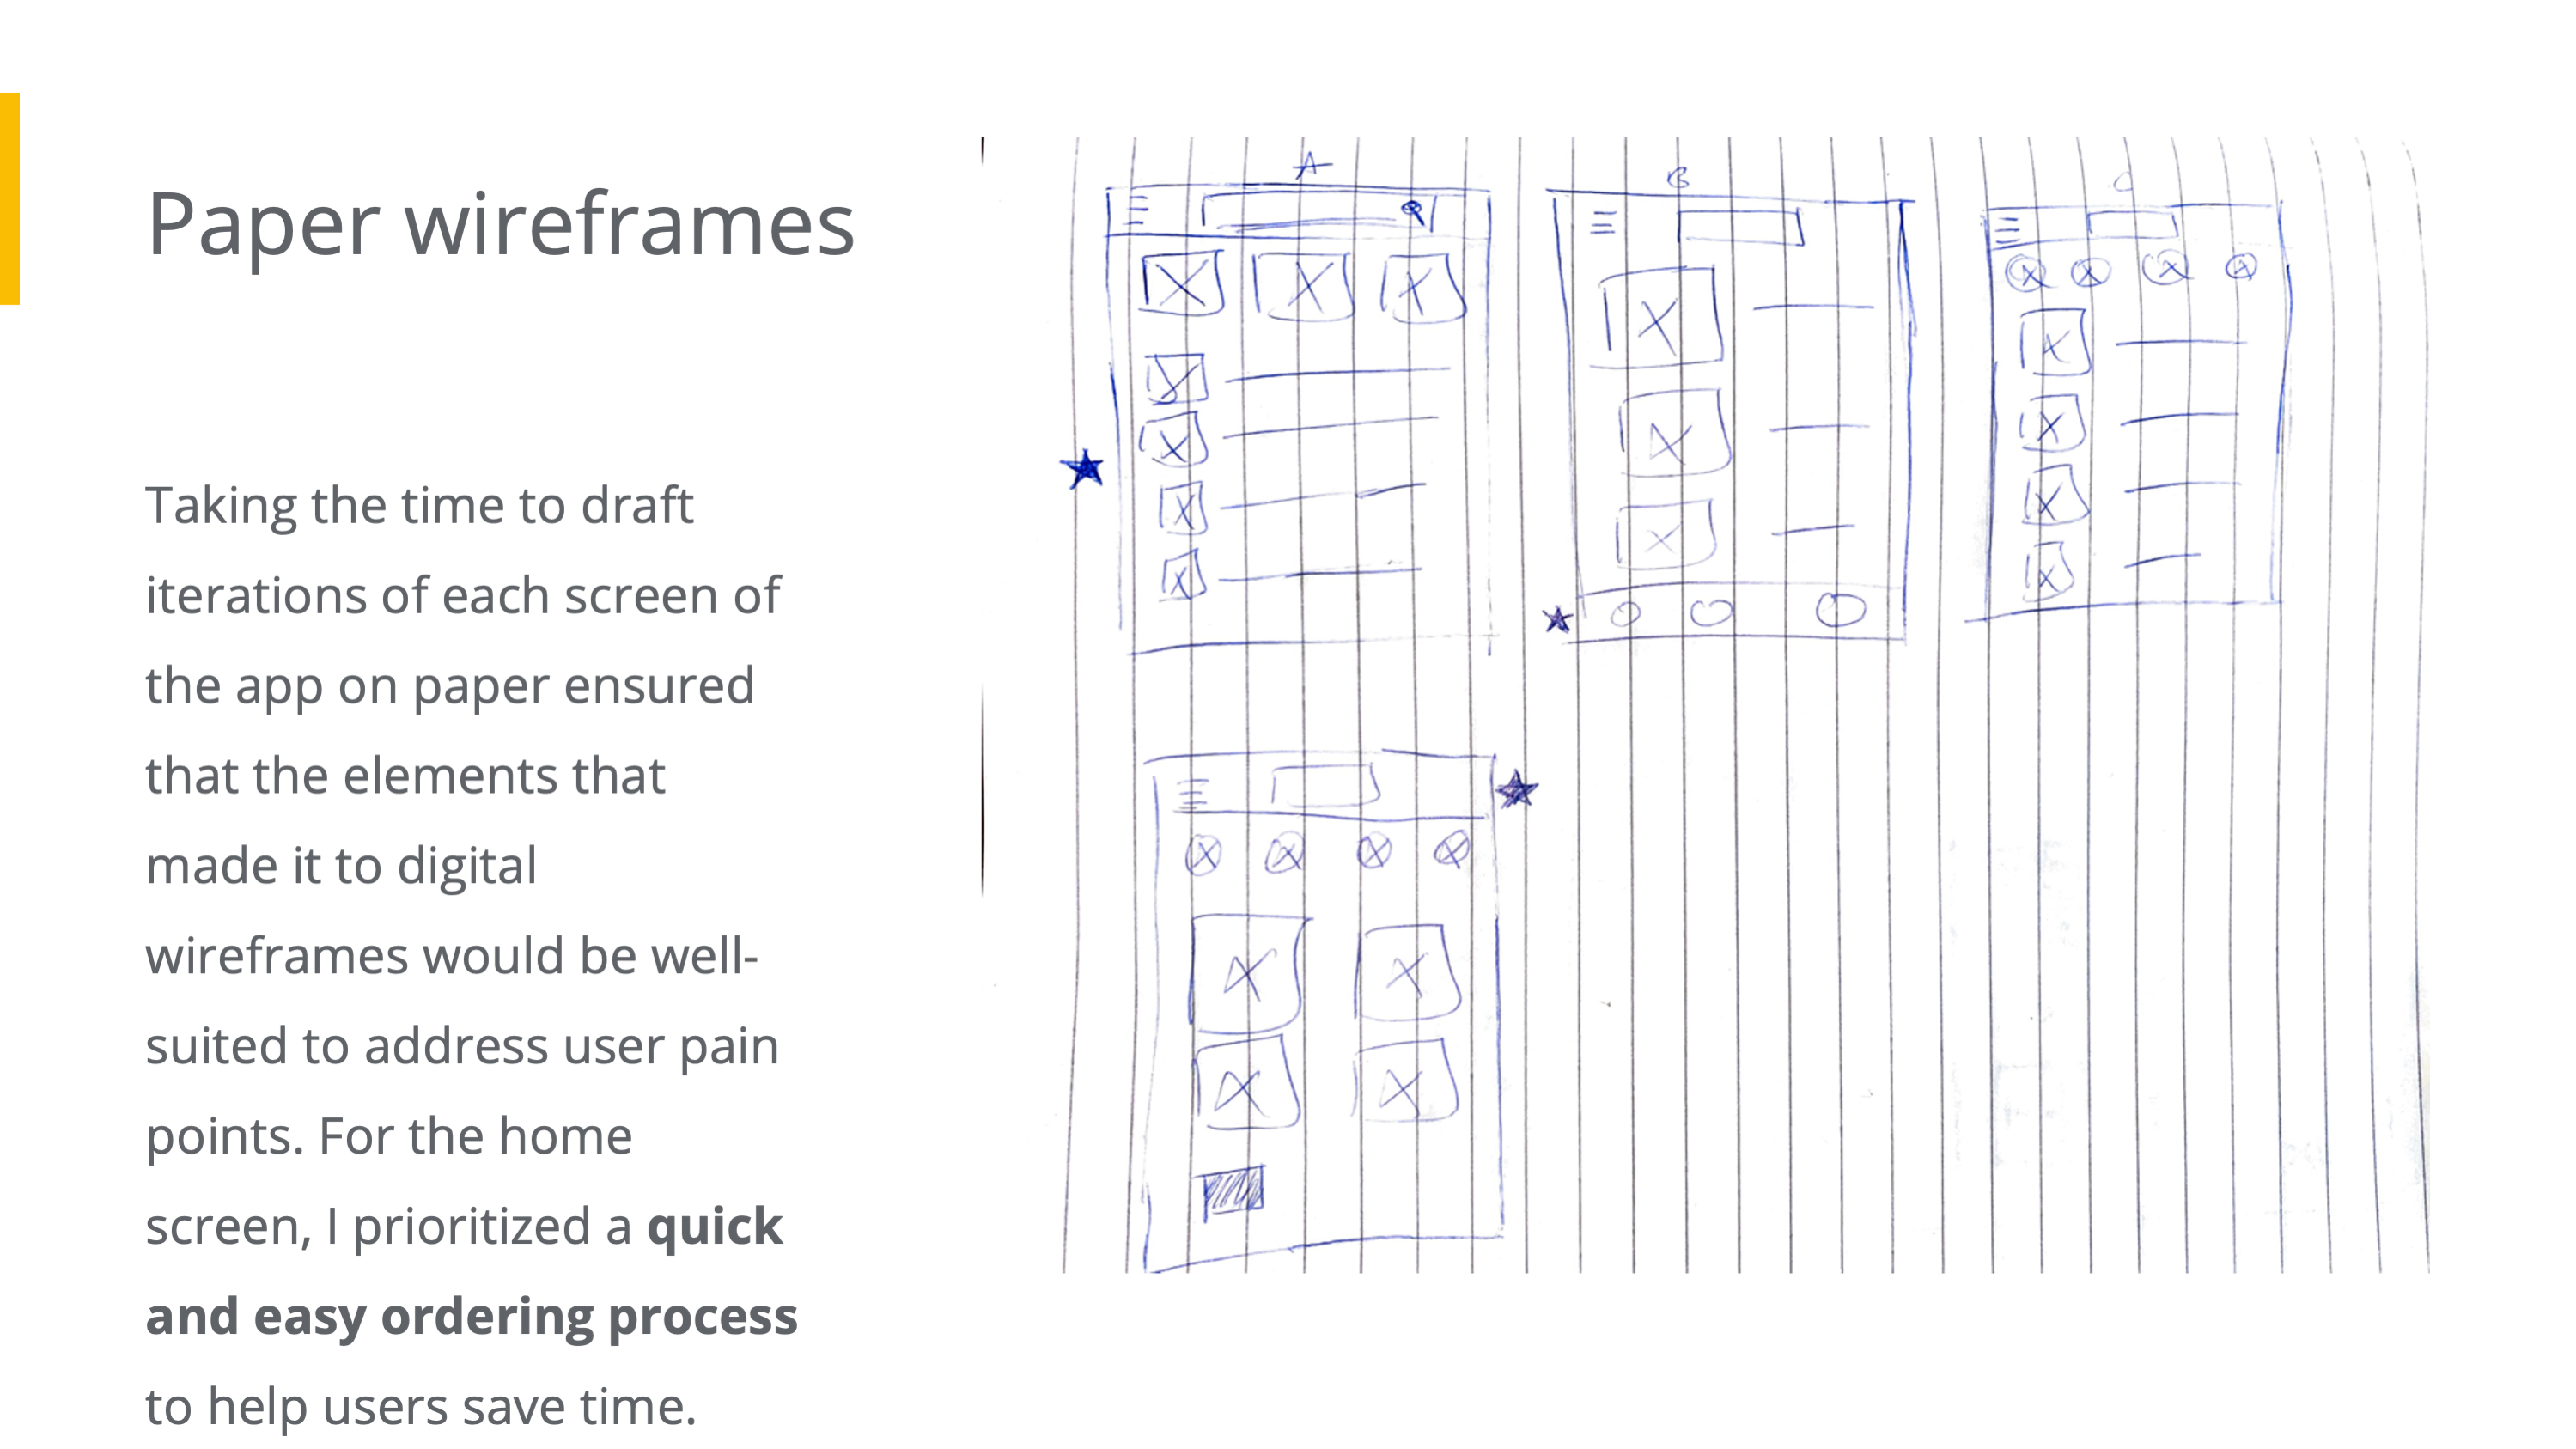 Paper wireframes
Taking the time to draft
iterations of each screen of
the app on paper ensured
that the elements that
made it to digital
wireframes would be well-
suited to address user pain
points. For the home
screen, I prioritized a quick
and easy ordering process
to help users save time.
A
B
C